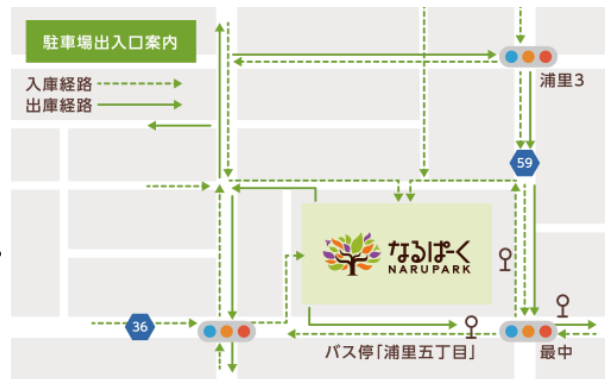 駐車場出入口案内
入庫経路
出庫経路
浦里3
59
なるぱーく
NARUPARK
36
バス停「浦里五丁目」
最中